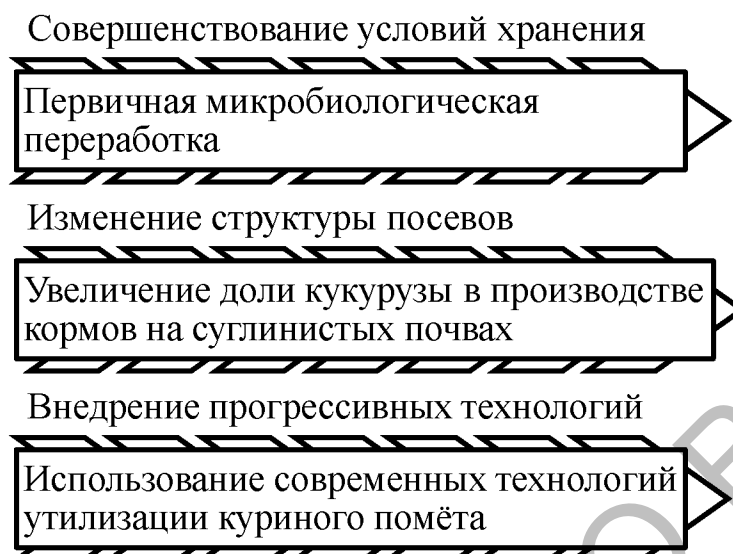 Совершенствование условий хранения
Первичная микробиологическая
переработка
Изменение структуры посевов
Увеличение доли кукурузы в производстве
кормов на суглинистых почвах
Внедрение прогрессивных технологий
Использование современных технологий
утилизации куриного помёта